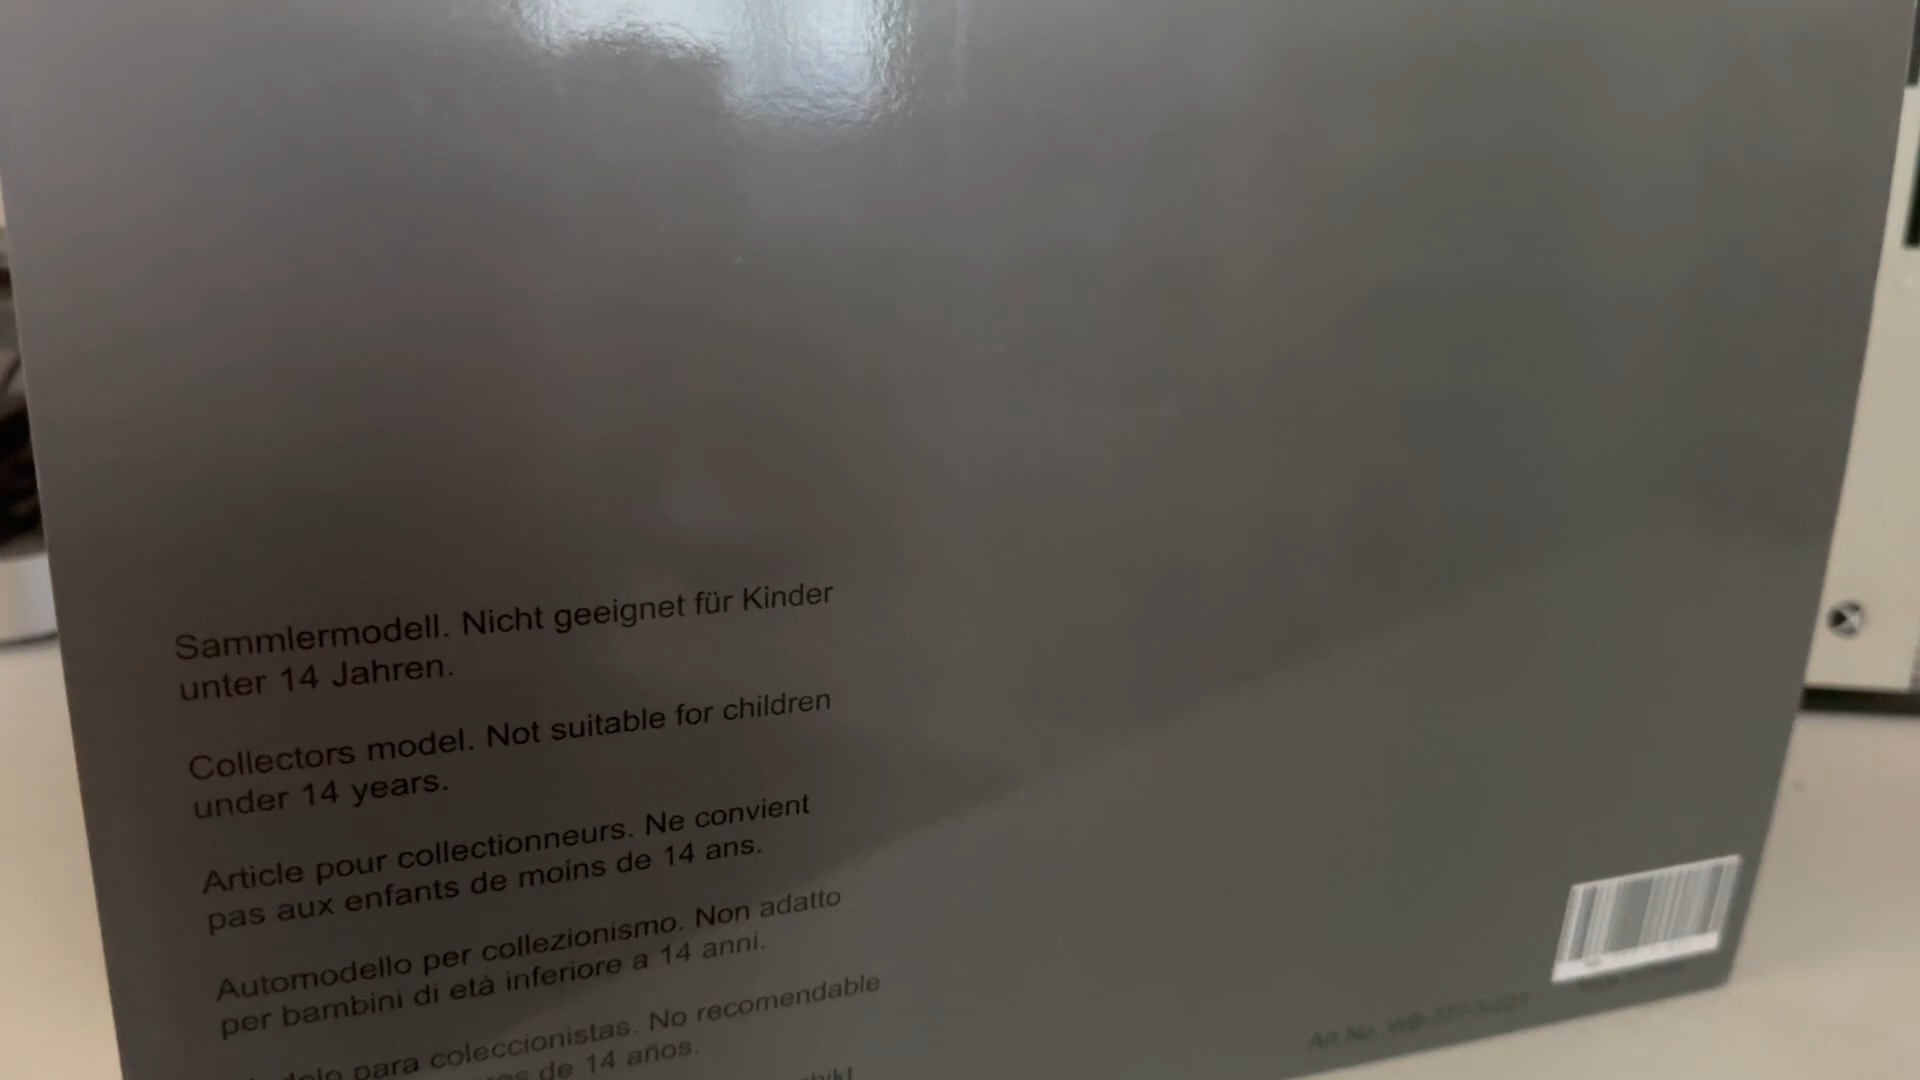 Sammlermodell. Nicht geeignet für Kinder
unter 14 Jahren.
Collectors model. Not suitable for children
under 14 years.
Article pour collectionneurs. Ne convient
pas aux enfants de moins de 14 ans.
Automodello per collezionismo. Non adatto
per bambini di età inferiore a 14 anni.
para coleccionistas. No recomendable
de 14 años.
Art No.